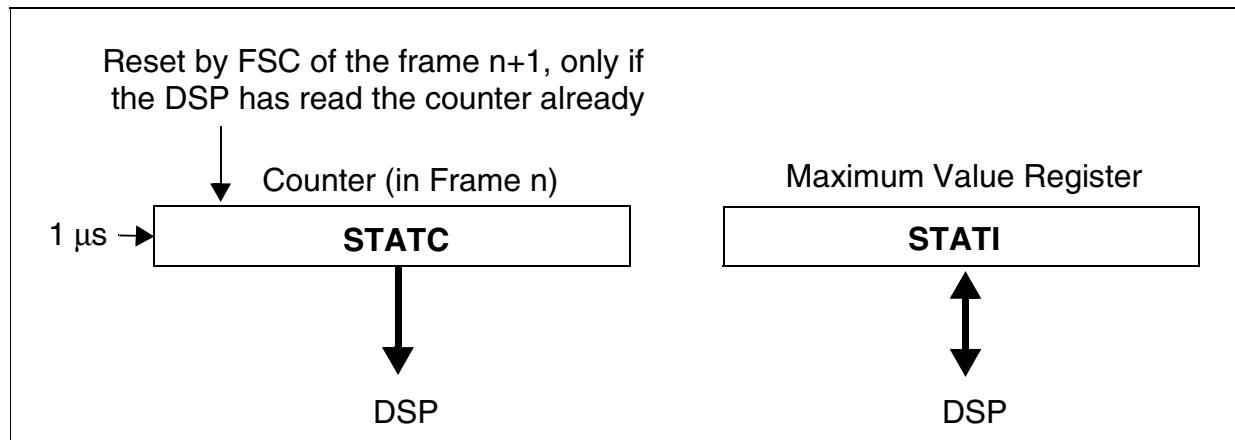 Reset by FSC of the frame n+1, only if
the DSP has read the counter already
Counter (in Frame n)
Maximum Value Register
1 μs
STATC
STATI
DSP
DSP